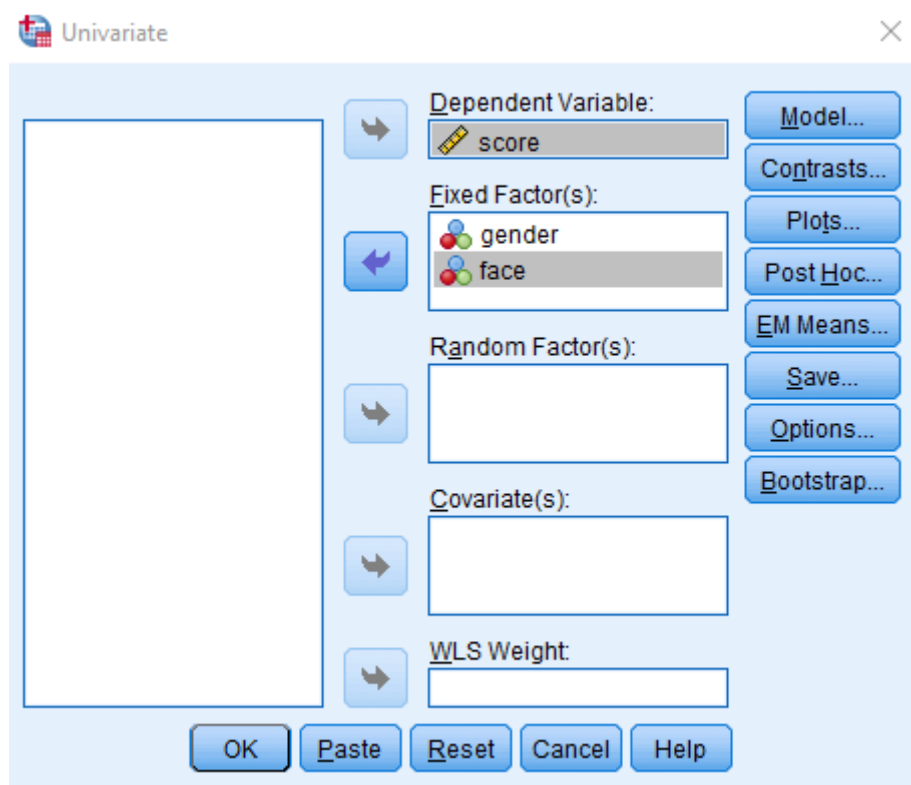 Univariate
Dependent Variable:
score
Fixed Factor(s):
gender
face
Random Factor(s):
Covariate(s):
WLS Weight:
Model...
Contrasts...
Plots...
Post Hoc...
EM Means...
Save...
Options...
Bootstrap...
OK Paste Reset Cancel Help